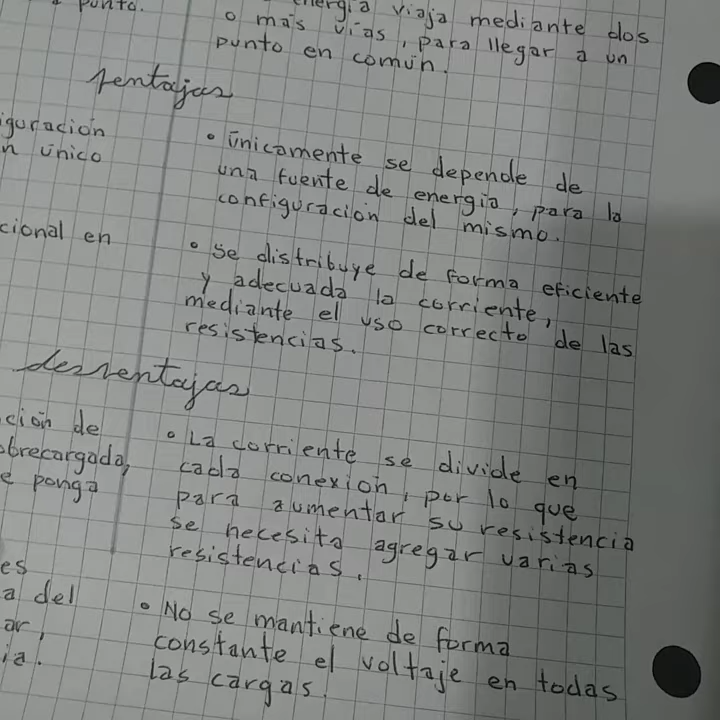 punto.
energía viaja mediante dos
o más vías, para llegar a un
punto en común.
ventajas
iguración
n único
• únicamente se depende de
una fuente de energía, para la
configuración del mismo.
cional en
• se distribuye de forma eficiente
y adecuada la corriente,
mediante el uso correcto de las
resistencias.
desventajas
ción de
obrecargada,
e ponga
• La corriente se divide en
cada conexión, por lo que
para aumentar su resistencia
se necesita agregar varias
resistencias.
es
a del
ar,
ia.
• No se mantiene de forma
constante el voltaje en todas
las cargas.